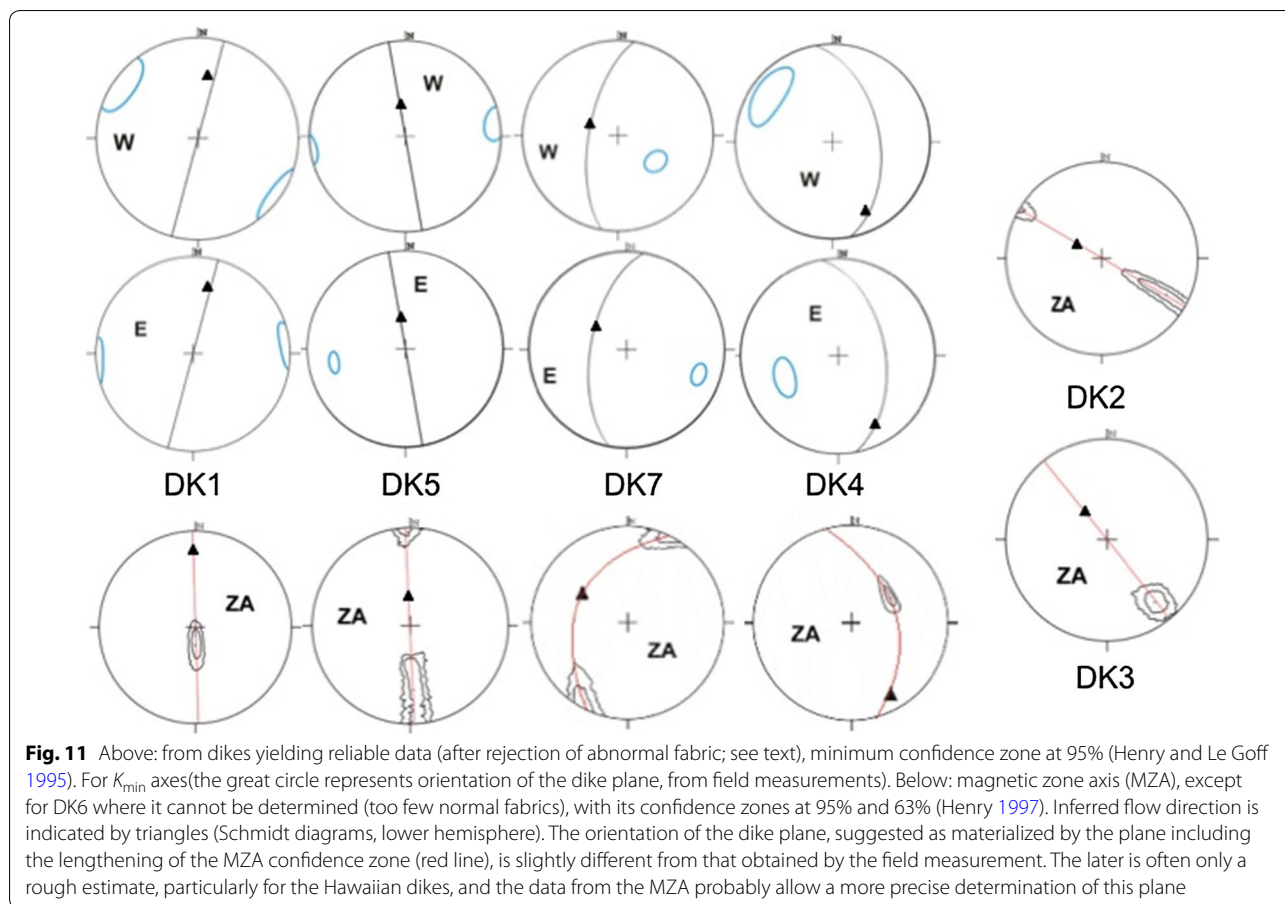 N N N N
W W W W
N
N N N N
E E E E
ZA
DK2
DK1 DK5 DK7 DK4
N
N N N N
ZA ZA ZA ZA ZA
DK3
Fig. 11 Above: from dikes yielding reliable data (after rejection of abnormal fabric; see text), minimum confidence zone at 95% (Henry and Le Goff
1995). For Kmin axes(the great circle represents orientation of the dike plane, from field measurements). Below: magnetic zone axis (MZA), except
for DK6 where it cannot be determined (too few normal fabrics), with its confidence zones at 95% and 63% (Henry 1997). Inferred flow direction is
indicated by triangles (Schmidt diagrams, lower hemisphere). The orientation of the dike plane, suggested as materialized by the plane including
the lengthening of the MZA confidence zone (red line), is slightly different from that obtained by the field measurement. The later is often only a
rough estimate, particularly for the Hawaiian dikes, and the data from the MZA probably allow a more precise determination of this plane